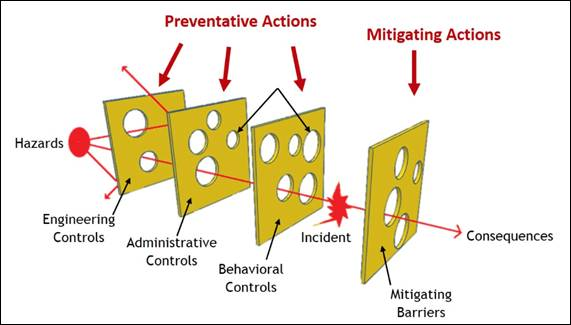 Preventative Actions
Mitigating Actions
Hazards
Engineering
Controls
Administrative
Controls
Behavioral
Controls
Incident
Consequences
Mitigating
Barriers